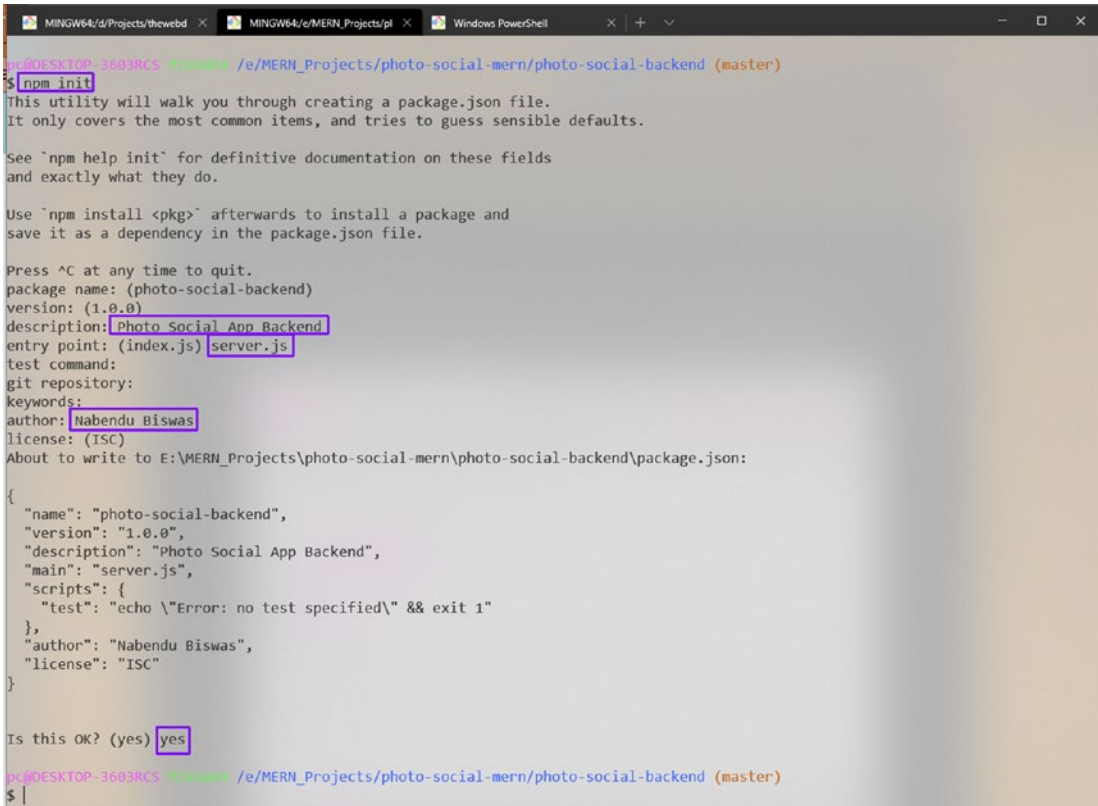 MINGW64:/d/Projects/thewebd
MINGW64:/e/MERN_Projects/pl
Windows PowerShell
pc@DESKTOP-3603RCS /e/MERN_Projects/photo-social-mern/photo-social-backend (master)
$ npm init
This utility will walk you through creating a package.json file.
It only covers the most common items, and tries to guess sensible defaults.
See `npm help init` for definitive documentation on these fields
and exactly what they do.
Use `npm install <pkg>` afterwards to install a package and
save it as a dependency in the package.json file.
Press ^C at any time to quit.
package name: (photo-social-backend)
version: (1.0.0)
description: Photo Social App Backend
entry point: (index.js) server.js
test command:
git repository:
keywords:
author: Nabendu Biswas
license: (ISC)
About to write to E:\MERN_Projects\photo-social-mern\photo-social-backend\package.json:
{
"name": "photo-social-backend",
"version": "1.0.0",
"description": "Photo Social App Backend",
"main": "server.js",
"scripts": {
"test": "echo \"Error: no test specified\" && exit 1"
},
"author": "Nabendu Biswas",
"license": "ISC"
}
Is this OK? (yes) yes
pc@DESKTOP-3603RCS /e/MERN_Projects/photo-social-mern/photo-social-backend (master)
$